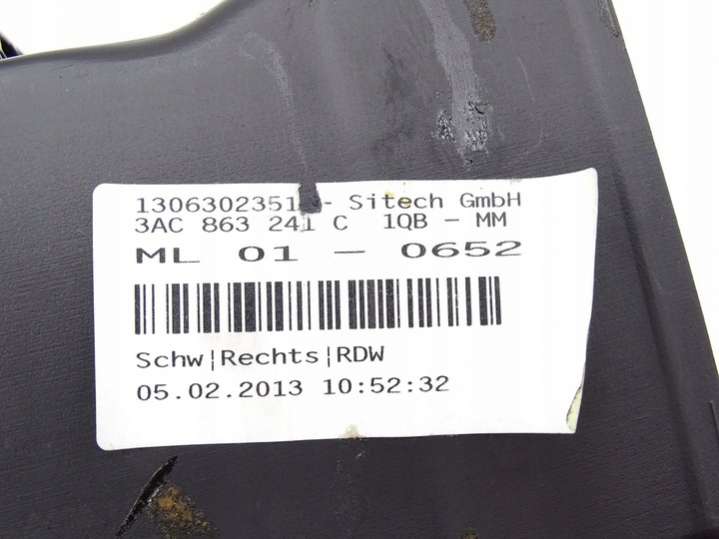 - Sitech GmbH
3AC 863 241 C 1QB - MM
ML 01 - 0652
Schw|Rechts|RDW
05.02.2013 10:52:32